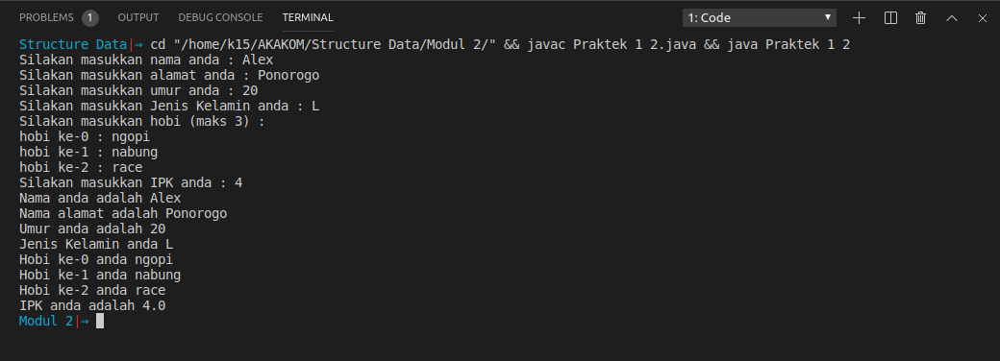 PROBLEMS 1 OUTPUT DEBUG CONSOLE TERMINAL 1: Code
Structure Data|⇒ cd "/home/k15/AKAKOM/Structure Data/Modul 2/" && javac Praktek 1 2.java && java Praktek 1 2
Silakan masukkan nama anda : Alex
Silakan masukkan alamat anda : Ponorogo
Silakan masukkan umur anda : 20
Silakan masukkan Jenis Kelamin anda : L
Silakan masukkan hobi (maks 3) :
hobi ke-0 : ngopi
hobi ke-1 : nabung
hobi ke-2 : race
Silakan masukkan IPK anda : 4
Nama anda adalah Alex
Nama alamat adalah Ponorogo
Umur anda adalah 20
Jenis Kelamin anda L
Hobi ke-0 anda ngopi
Hobi ke-1 anda nabung
Hobi ke-2 anda race
IPK anda adalah 4.0
Modul 2|⇒